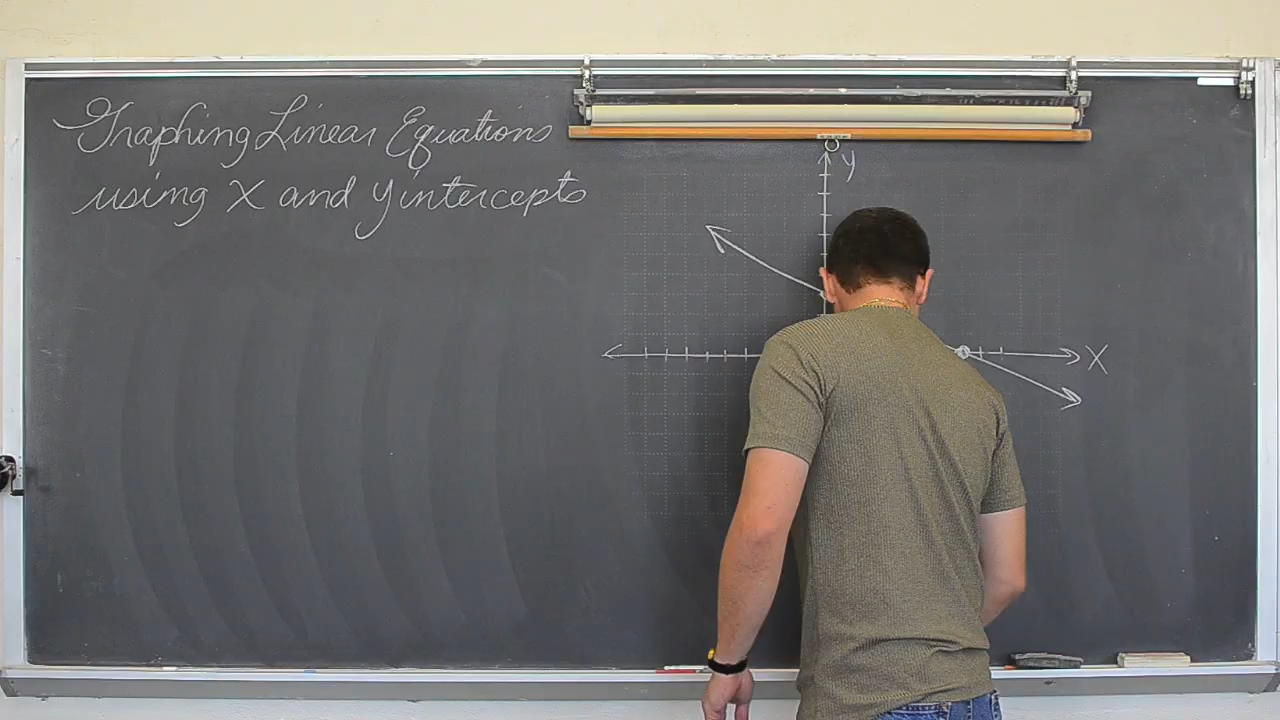 Graphing Linear Equations
using X and y intercepts
y
X